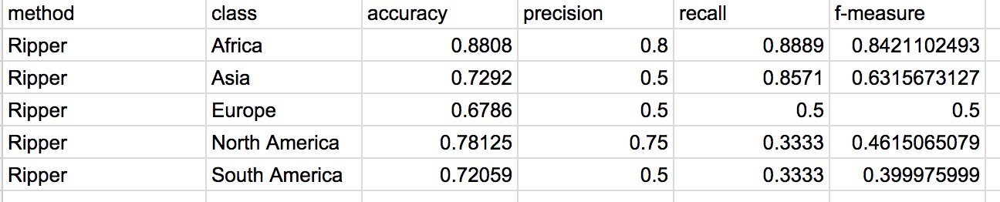 method class accuracy precision recall f-measure
Ripper Africa 0.8808 0.8 0.8889 0.8421102493
Ripper Asia 0.7292 0.5 0.8571 0.6315673127
Ripper Europe 0.6786 0.5 0.5 0.5
Ripper North America 0.78125 0.75 0.3333 0.4615065079
Ripper South America 0.72059 0.5 0.3333 0.399975999